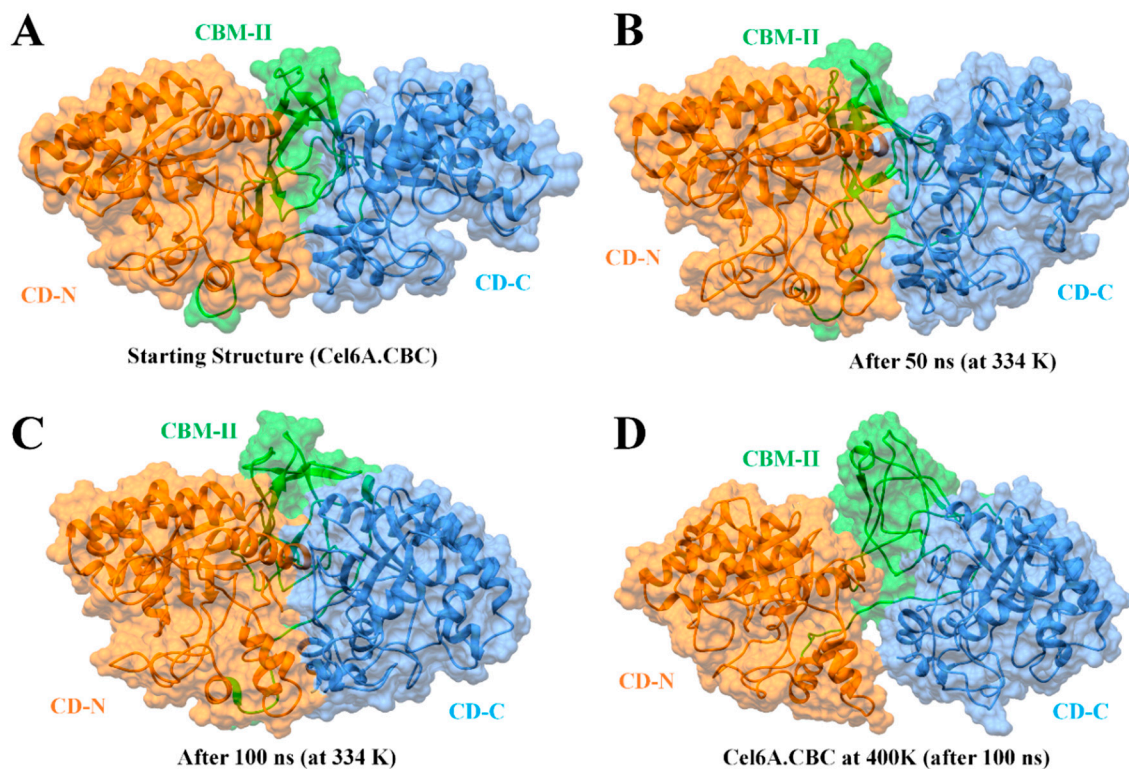 A
CBM-II
CD-N
CD-C
Starting Structure (Cel6A.CBC)
B
CBM-II
CD-N
CD-C
After 50 ns (at 334 K)
C
CBM-II
CD-N
CD-C
After 100 ns (at 334 K)
D
CBM-II
CD-N
CD-C
Cel6A.CBC at 400K (after 100 ns)